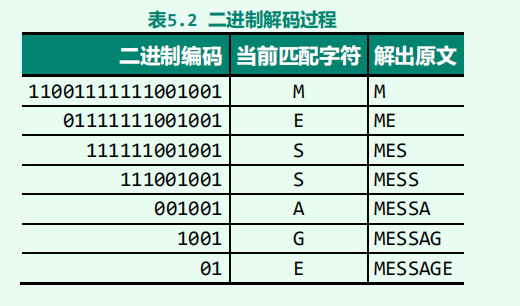 表5.2 二进制解码过程
二进制编码 当前匹配字符 解出原文
11001111111001001 M M
01111111001001 E ME
111111001001 S MES
111001001 S MESS
001001 A MESSA
1001 G MESSAG
01 E MESSAGE